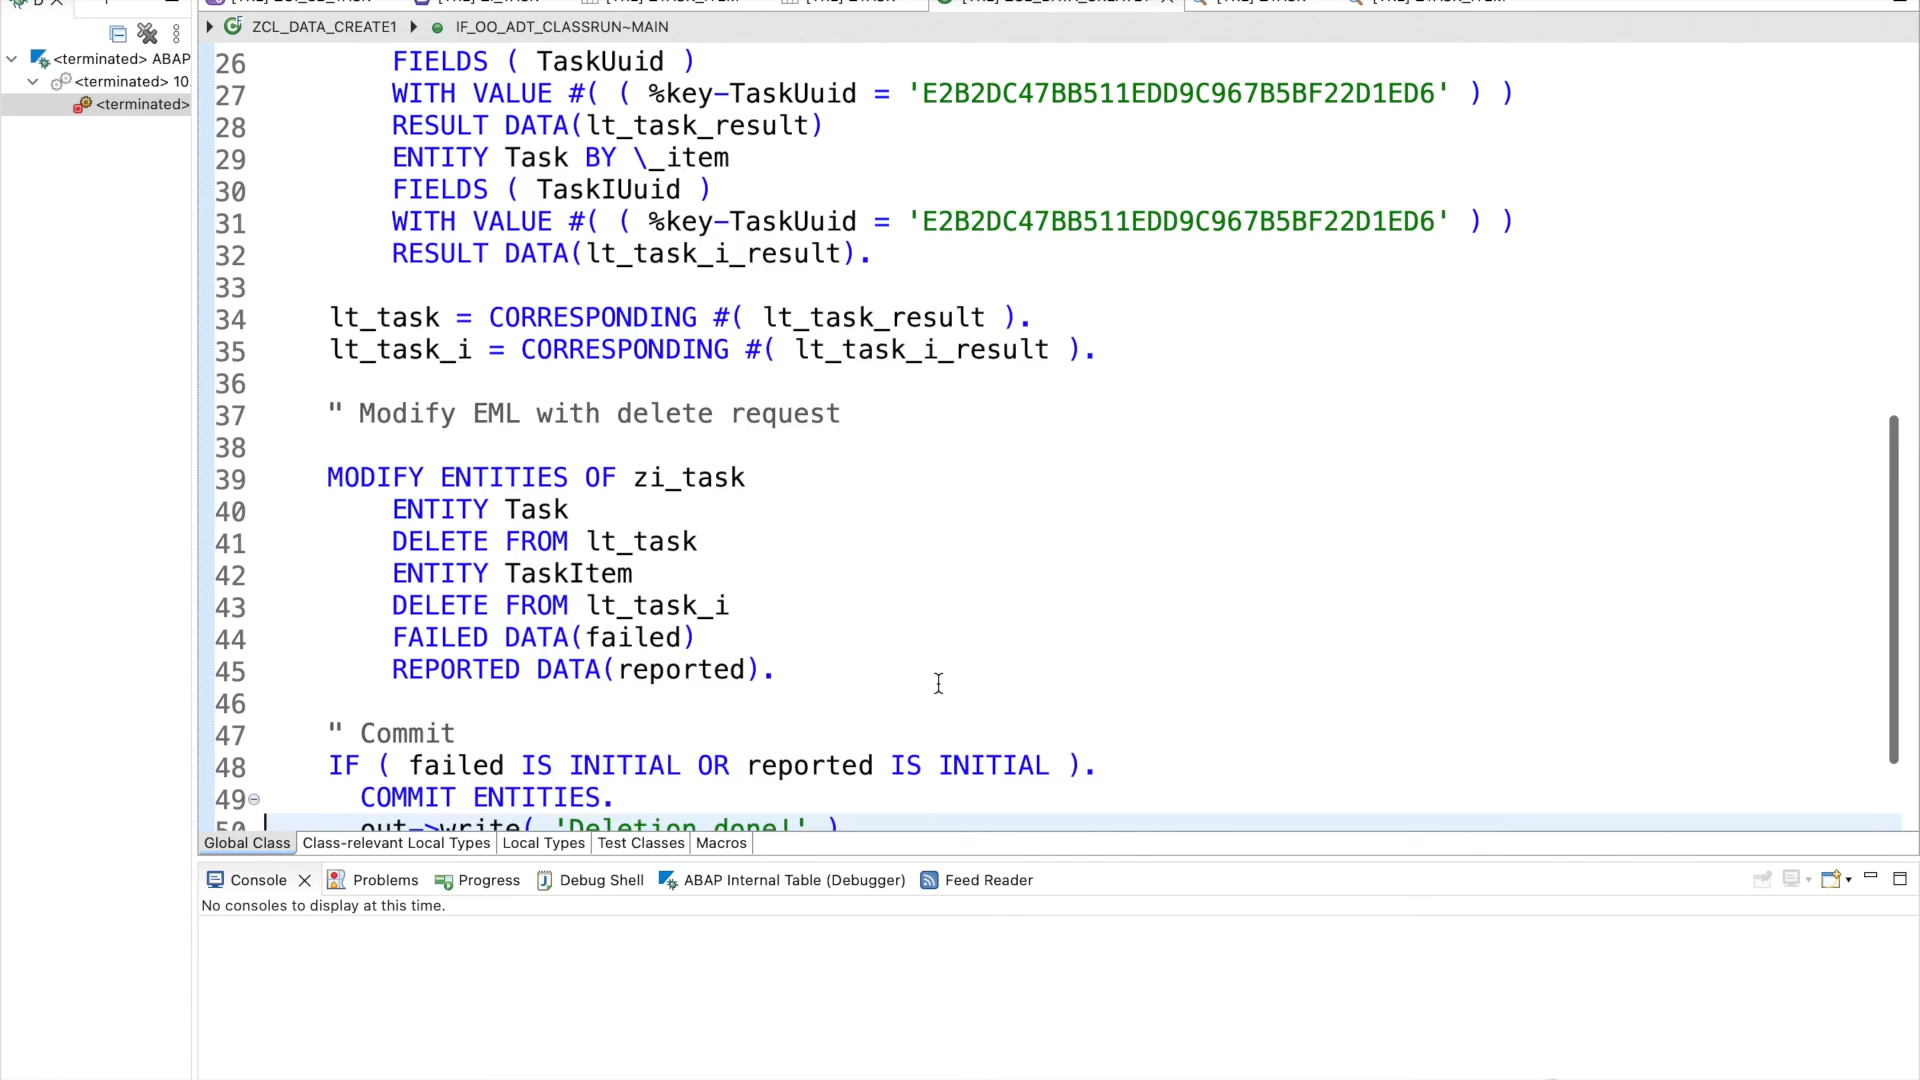 ZCL_DATA_CREATE1 IF_OO_ADT_CLASSRUN~MAIN
<terminated> ABAP
<terminated> 10.
<terminated>
26 FIELDS ( TaskUuid )
27 WITH VALUE #( ( %key-TaskUuid = 'E2B2DC47BB511EDD9C967B5BF22D1ED6' ) )
28 RESULT DATA(lt_task_result)
29 ENTITY Task BY \_item
30 FIELDS ( TaskIUuid )
31 WITH VALUE #( ( %key-TaskUuid = 'E2B2DC47BB511EDD9C967B5BF22D1ED6' ) )
32 RESULT DATA(lt_task_i_result).
33
34 lt_task = CORRESPONDING #( lt_task_result ).
35 lt_task_i = CORRESPONDING #( lt_task_i_result ).
36
37 " Modify EML with delete request
38
39 MODIFY ENTITIES OF zi_task
40 ENTITY Task
41 DELETE FROM lt_task
42 ENTITY TaskItem
43 DELETE FROM lt_task_i
44 FAILED DATA(failed)
45 REPORTED DATA(reported).
46
47 " Commit
48 IF ( failed IS INITIAL OR reported IS INITIAL ).
49 COMMIT ENTITIES.
50 out->write( 'Deletion done!' )
Global Class Class-relevant Local Types Local Types Test Classes Macros
Console Problems Progress Debug Shell ABAP Internal Table (Debugger) Feed Reader
No consoles to display at this time.